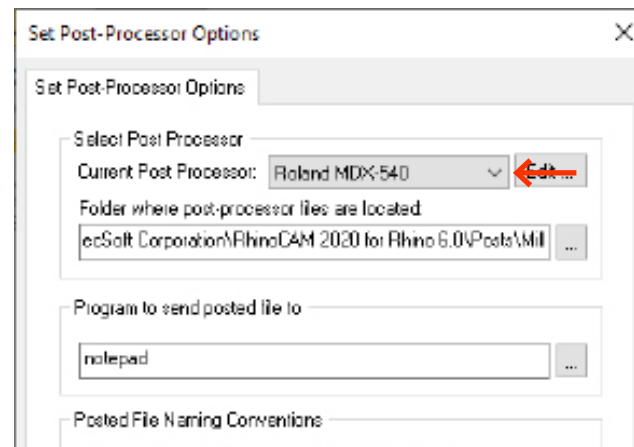 Set Post-Processor Options
Set Post-Processor Options
Select Post Processor
Current Post Processor: Roland MDX-540 Edit ...
Folder where post-processor files are located:
ecSoft Corporation\RhinoCAM 2020 for Rhino 6.0\Posts\Mill ...
Program to send posted file to
notepad ...
Posted File Naming Conventions